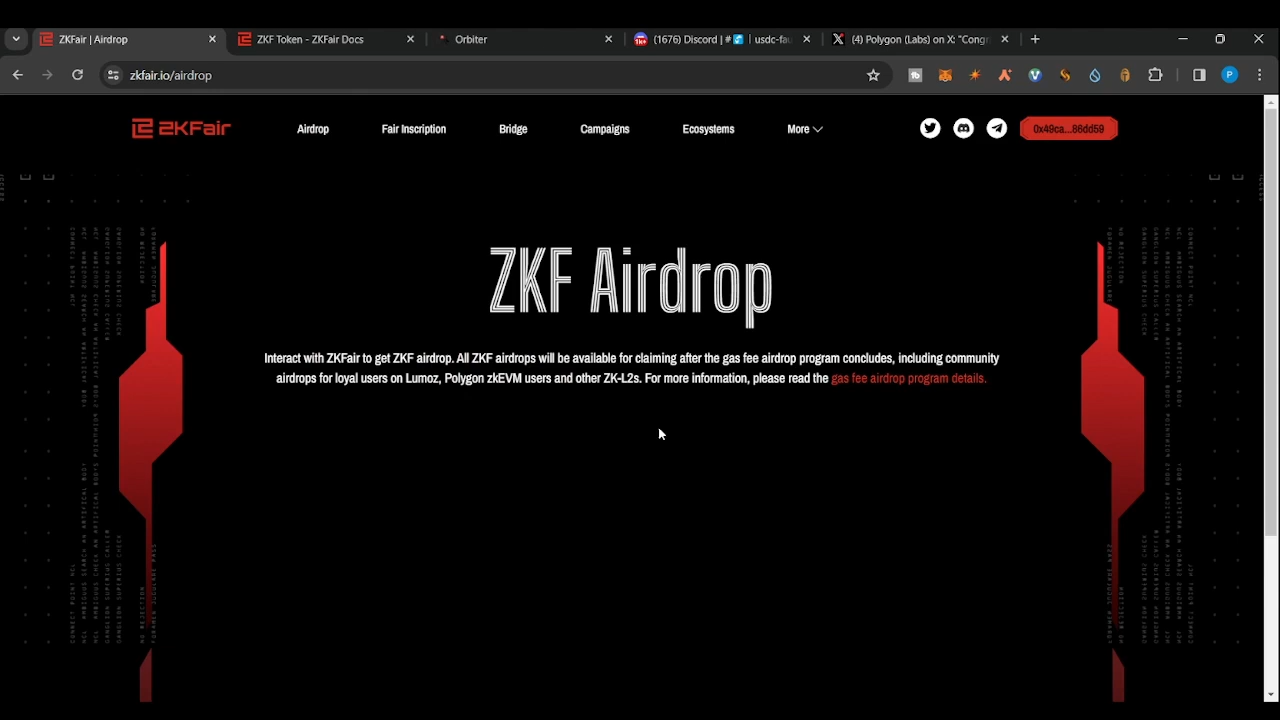 ZKFair | Airdrop
ZKF Token - ZKFair Docs
Orbiter
(1676) Discord | #
| usdc-fau
(4) Polygon (Labs) on X: "Congr
zkfair.io/airdrop
P
ZKFair
Airdrop
Fair Inscription
Bridge
Campaigns
Ecosystems
More
0x49ca...86dd59
ZKF Airdrop
Interact with ZKFair to get ZKF airdrop. All ZKF airdrops will be available for claiming after the gas fee airdrop program concludes, including community
airdrops for loyal users on Lumoz, Polygon zkEVM users and other ZK-L2s. For more information, please read the gas fee airdrop program details.